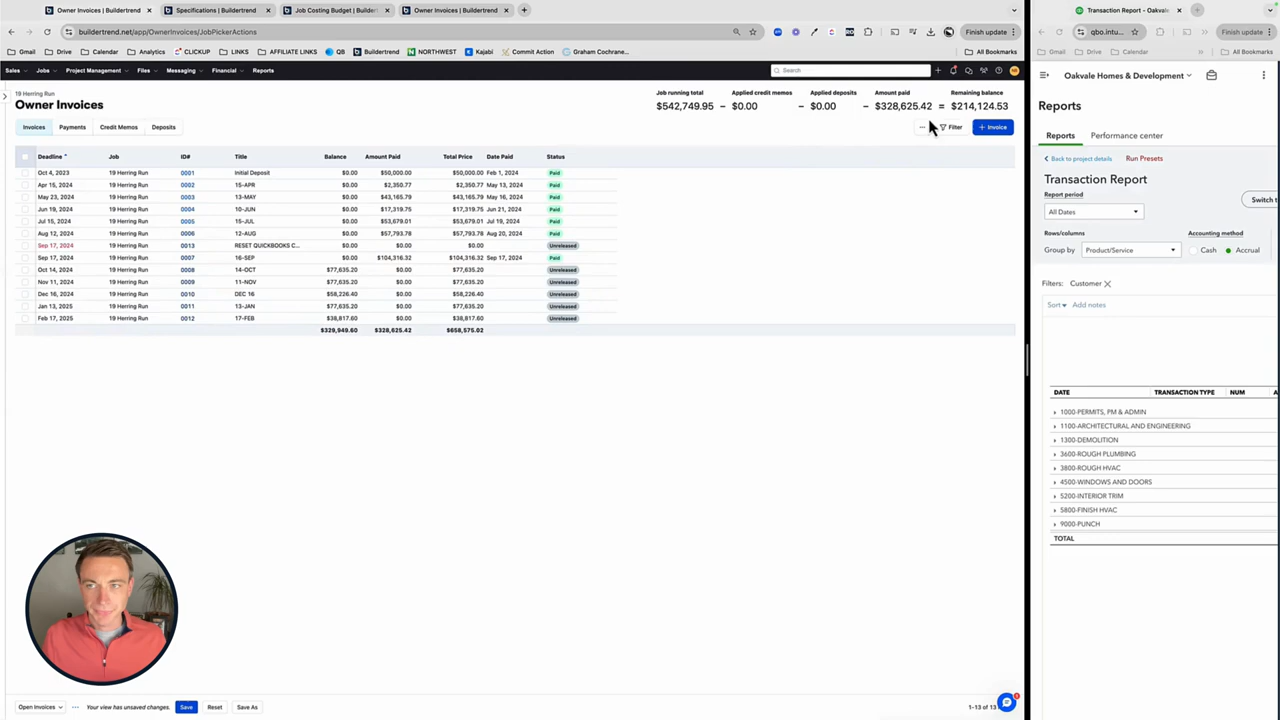 Owner Invoices | Buildertrend
Specifications | Buildertrend
Job Costing Budget | Buildertrend
Owner Invoices | Buildertrend
buildertrend.net/app/OwnerInvoices/JobPickerActions
Finish update
Gmail Drive Calendar Analytics CLICKUP LINKS AFFILIATE LINKS QB Buildertrend NORTHWEST Kajabi Commit Action Graham Cochrane... All Bookmarks
Sales Jobs Project Management Files Messaging Financial Reports Search
19 Herring Run
Owner Invoices
Job running total Applied credit memos Applied deposits Amount paid Remaining balance
$542,749.95 – $0.00 – $0.00 – $328,625.42 = $214,124.53
Invoices Payments Credit Memos Deposits ... Filter + Invoice
Deadline Job ID# Title Balance Amount Paid Total Price Date Paid Status
Oct 4, 2023 19 Herring Run 0001 Initial Deposit $0.00 $50,000.00 $50,000.00 Feb 1, 2024 Paid
Apr 15, 2024 19 Herring Run 0002 15-APR $0.00 $2,350.77 $2,350.77 May 13, 2024 Paid
May 23, 2024 19 Herring Run 0003 13-MAY $0.00 $43,165.79 $43,165.79 May 16, 2024 Paid
Jun 19, 2024 19 Herring Run 0004 10-JUN $0.00 $17,319.75 $17,319.75 Jun 21, 2024 Paid
Jul 15, 2024 19 Herring Run 0005 15-JUL $0.00 $53,679.01 $53,679.01 Jul 19, 2024 Paid
Aug 12, 2024 19 Herring Run 0006 12-AUG $0.00 $57,793.78 $57,793.78 Aug 20, 2024 Paid
Sep 17, 2024 19 Herring Run 0013 RESET QUICKBOOKS C... $0.00 $0.00 $0.00 Unreleased
Sep 17, 2024 19 Herring Run 0007 16-SEP $0.00 $104,316.32 $104,316.32 Sep 17, 2024 Paid
Oct 14, 2024 19 Herring Run 0008 14-OCT $77,635.20 $0.00 $77,635.20 Unreleased
Nov 11, 2024 19 Herring Run 0009 11-NOV $77,635.20 $0.00 $77,635.20 Unreleased
Dec 16, 2024 19 Herring Run 0010 DEC 16 $58,226.40 $0.00 $58,226.40 Unreleased
Jan 13, 2025 19 Herring Run 0011 13-JAN $77,635.20 $0.00 $77,635.20 Unreleased
Feb 17, 2025 19 Herring Run 0012 17-FEB $38,817.60 $0.00 $38,817.60 Unreleased
$329,949.60 $328,625.42 $658,575.02
Open Invoices ... Your view has unsaved changes. Save Reset Save As 1-13 of 13
Transaction Report - Oakvale
qbo.intu...
Finish update
Gmail Drive Calendar All Bookmarks
Oakvale Homes & Development
Reports
Reports Performance center
Back to project details Run Presets
Transaction Report
Report period
All Dates Switch t
Rows/columns Accounting method
Group by Product/Service Cash Accrual
Filters: Customer
Sort Add notes
DATE TRANSACTION TYPE NUM A
1000-PERMITS, PM & ADMIN
1100-ARCHITECTURAL AND ENGINEERING
1300-DEMOLITION
3600-ROUGH PLUMBING
3800-ROUGH HVAC
4500-WINDOWS AND DOORS
5200-INTERIOR TRIM
5800-FINISH HVAC
9000-PUNCH
TOTAL